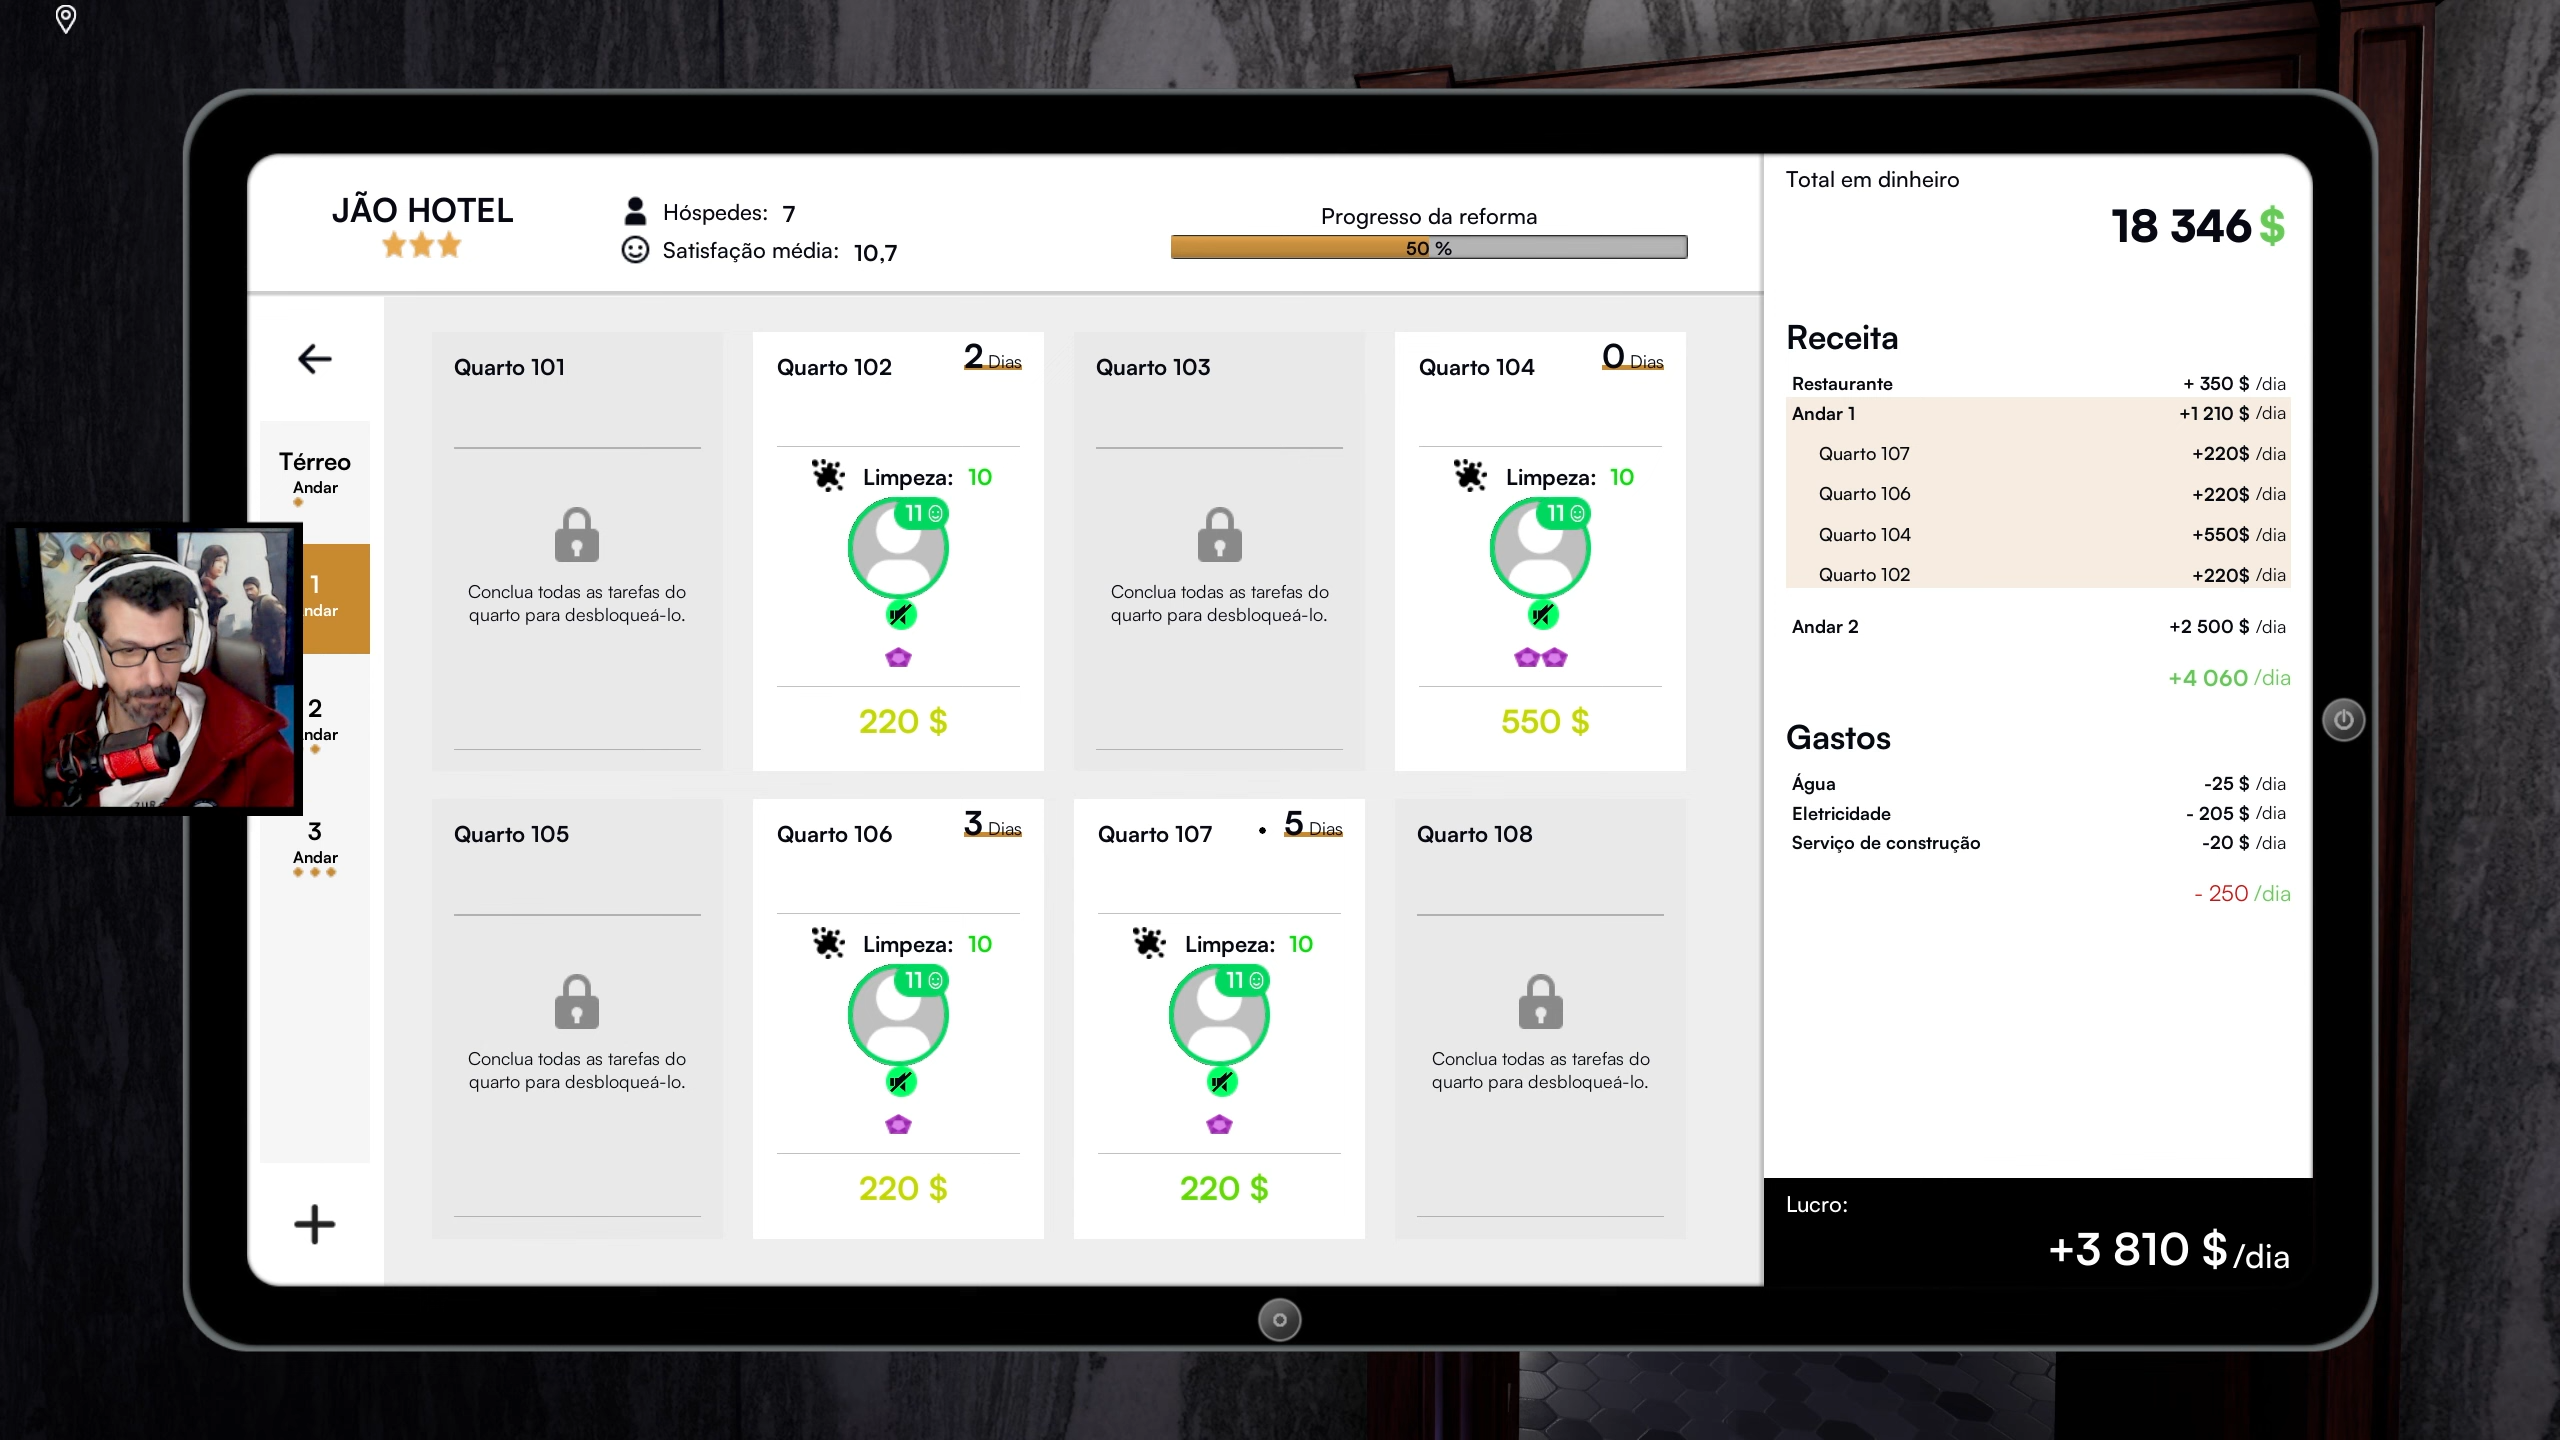 JÃO HOTEL
Hóspedes: 7
Satisfação média: 10,7
Progresso da reforma
50 %
Térreo
Andar
1
ndar
2
ndar
3
Andar
Quarto 101
Conclua todas as tarefas do
quarto para desbloqueá-lo.
Quarto 102
2 Dias
Limpeza: 10
11
220 $
Quarto 103
Conclua todas as tarefas do
quarto para desbloqueá-lo.
Quarto 104
0 Dias
Limpeza: 10
11
550 $
Quarto 105
Conclua todas as tarefas do
quarto para desbloqueá-lo.
Quarto 106
3 Dias
Limpeza: 10
11
220 $
Quarto 107
5 Dias
Limpeza: 10
11
220 $
Quarto 108
Conclua todas as tarefas do
quarto para desbloqueá-lo.
Total em dinheiro
18 346 $
Receita
Restaurante + 350 $ /dia
Andar 1 +1 210 $ /dia
Quarto 107 +220$ /dia
Quarto 106 +220$ /dia
Quarto 104 +550$ /dia
Quarto 102 +220$ /dia
Andar 2 +2 500 $ /dia
+4 060 /dia
Gastos
Água -25 $ /dia
Eletricidade - 205 $ /dia
Serviço de construção -20 $ /dia
- 250 /dia
Lucro:
+3 810 $ /dia